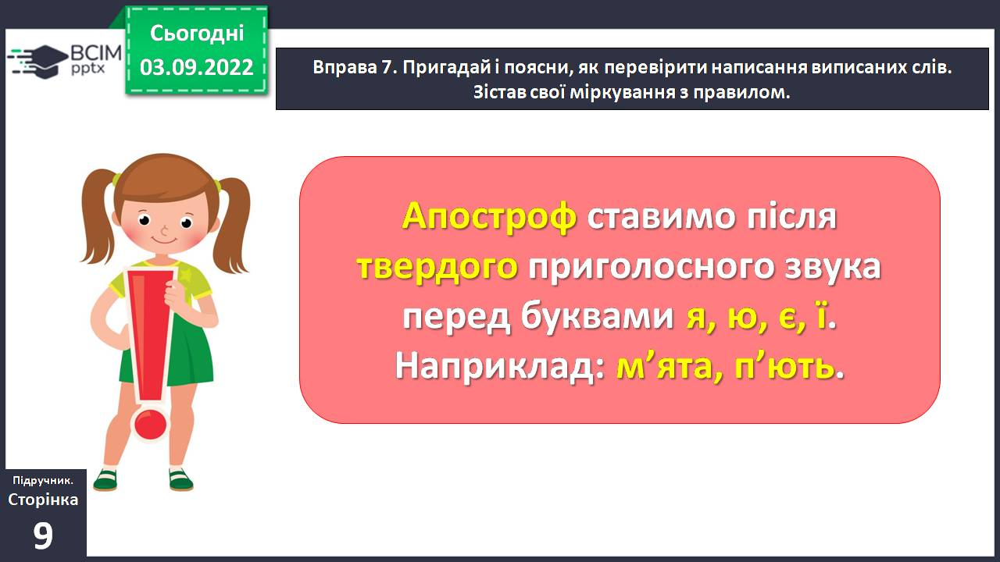 Сьогодні
03.09.2022
ВСІМ
pptx
Вправа 7. Пригадай і поясни, як перевірити написання виписаних слів.
Зістав свої міркування з правилом.
Апостроф ставимо після
твердого приголосного звука
перед буквами я, ю, є, ї.
Наприклад: м’ята, п’ють.
Підручник.
Сторінка
9